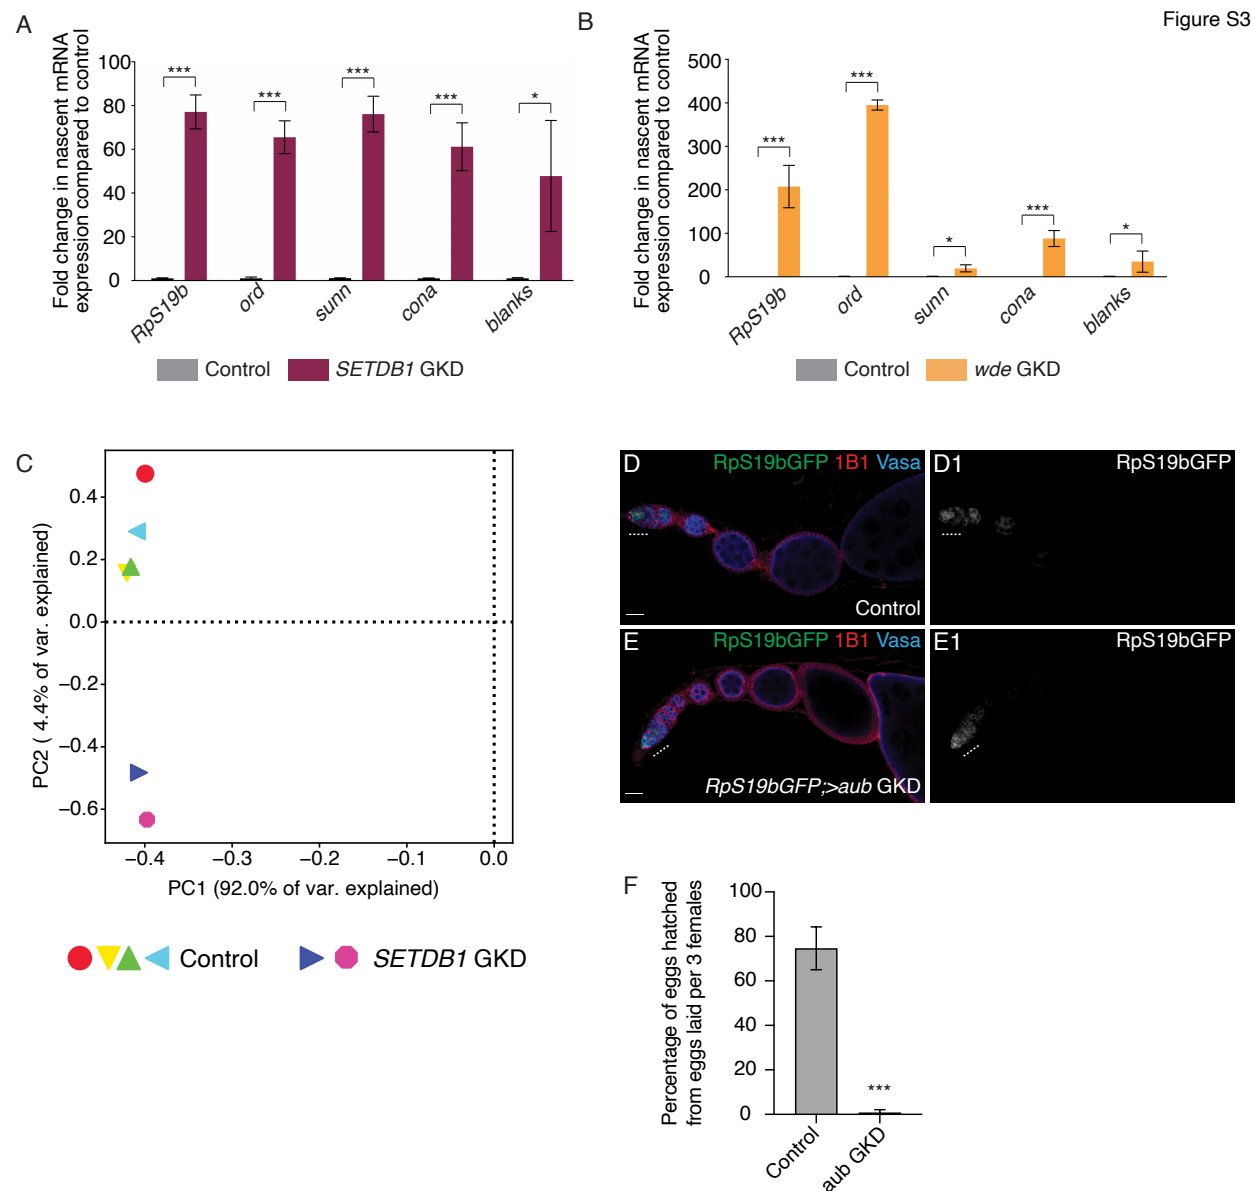 Figure S3
A
Fold change in nascent mRNA
expression compared to control
100
80
60
40
20
0
***
***
***
***
*
RpS19b
ord
sunn
cona
blanks
Control
SETDB1 GKD
B
Fold change in nascent mRNA
expression compared to control
500
400
300
200
100
0
***
***
*
***
*
RpS19b
ord
sunn
cona
blanks
Control
wde GKD
C
PC2 ( 4.4% of var. explained)
0.4
0.2
0.0
−0.2
−0.4
−0.6
−0.4
−0.3
−0.2
−0.1
0.0
PC1 (92.0% of var. explained)
Control
SETDB1 GKD
D
RpS19bGFP 1B1 Vasa
Control
D1
RpS19bGFP
E
RpS19bGFP 1B1 Vasa
RpS19bGFP;>aub GKD
E1
RpS19bGFP
F
Percentage of eggs hatched
from eggs laid per 3 females
100
80
60
40
20
0
***
Control
aub GKD